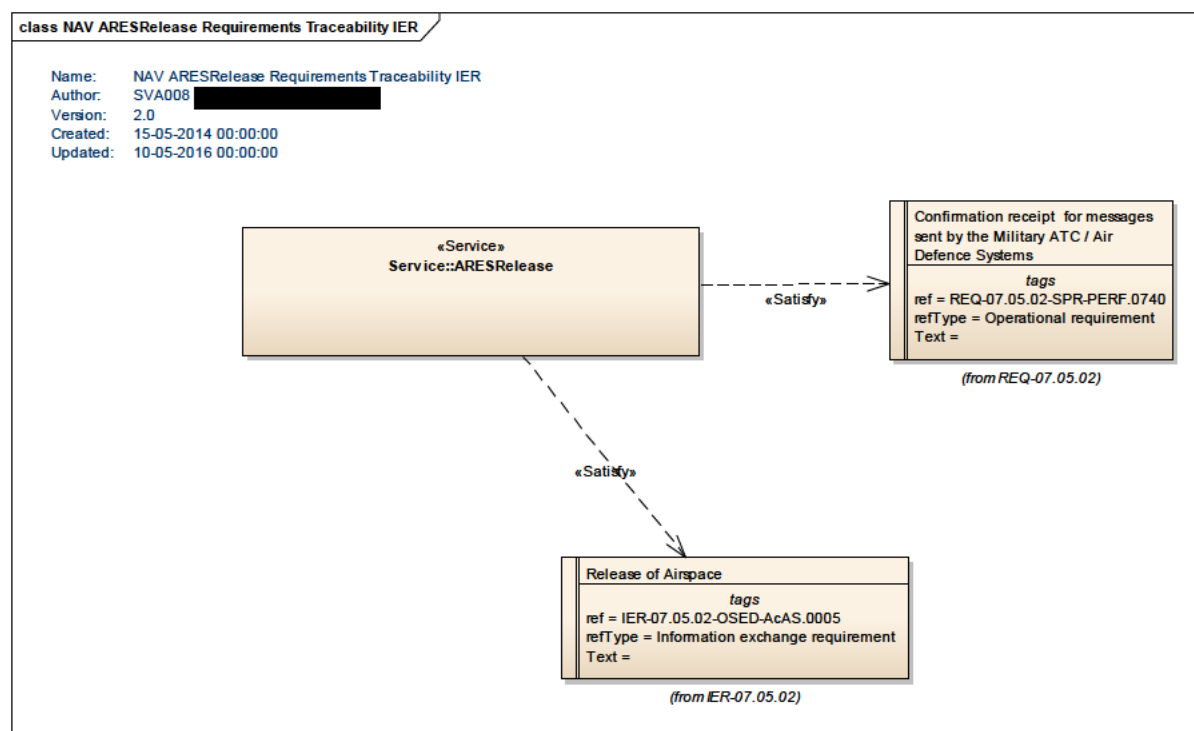 class NAV ARESRelease Requirements Traceability IER
Name: NAV ARESRelease Requirements Traceability IER
Author: SVA008
Version: 2.0
Created: 15-05-2014 00:00:00
Updated: 10-05-2016 00:00:00
«Service»
Service::ARESRelease
«Satisfy»
Confirmation receipt for messages
sent by the Military ATC / Air
Defence Systems
tags
ref = REQ-07.05.02-SPR-PERF.0740
refType = Operational requirement
Text =
(from REQ-07.05.02)
«Satisfy»
Release of Airspace
tags
ref = IER-07.05.02-OSED-AcAS.0005
refType = Information exchange requirement
Text =
(from IER-07.05.02)